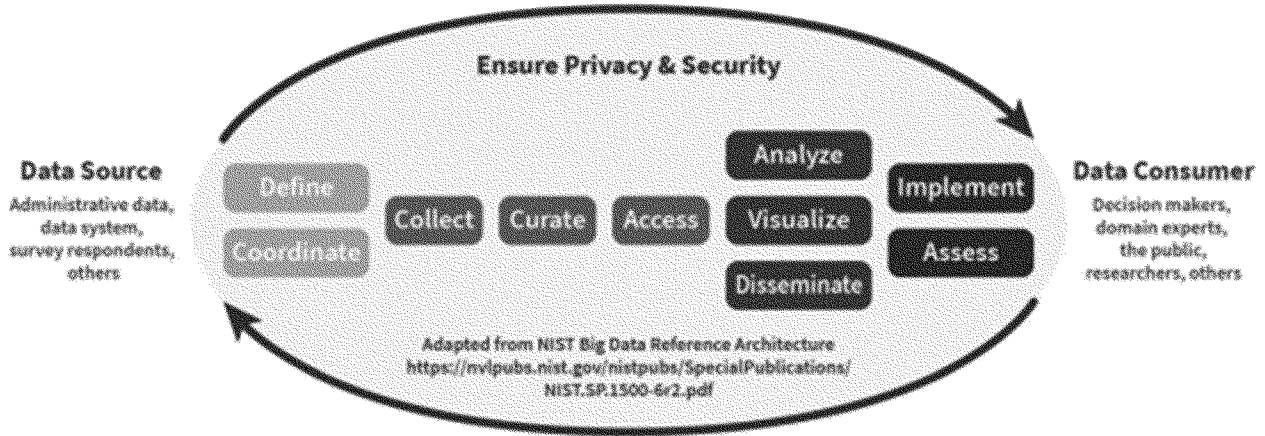 Ensure Privacy & Security
Data Source
Administrative data,
data system,
survey respondents,
others
Define
Coordinate
Collect
Curate
Access
Analyze
Visualize
Disseminate
Implement
Assess
Data Consumer
Decision makers,
domain experts,
the public,
researchers, others
Adapted from NIST Big Data Reference Architecture
https://nvlpubs.nist.gov/nistpubs/SpecialPublications/
NIST.SP.1500-6r2.pdf